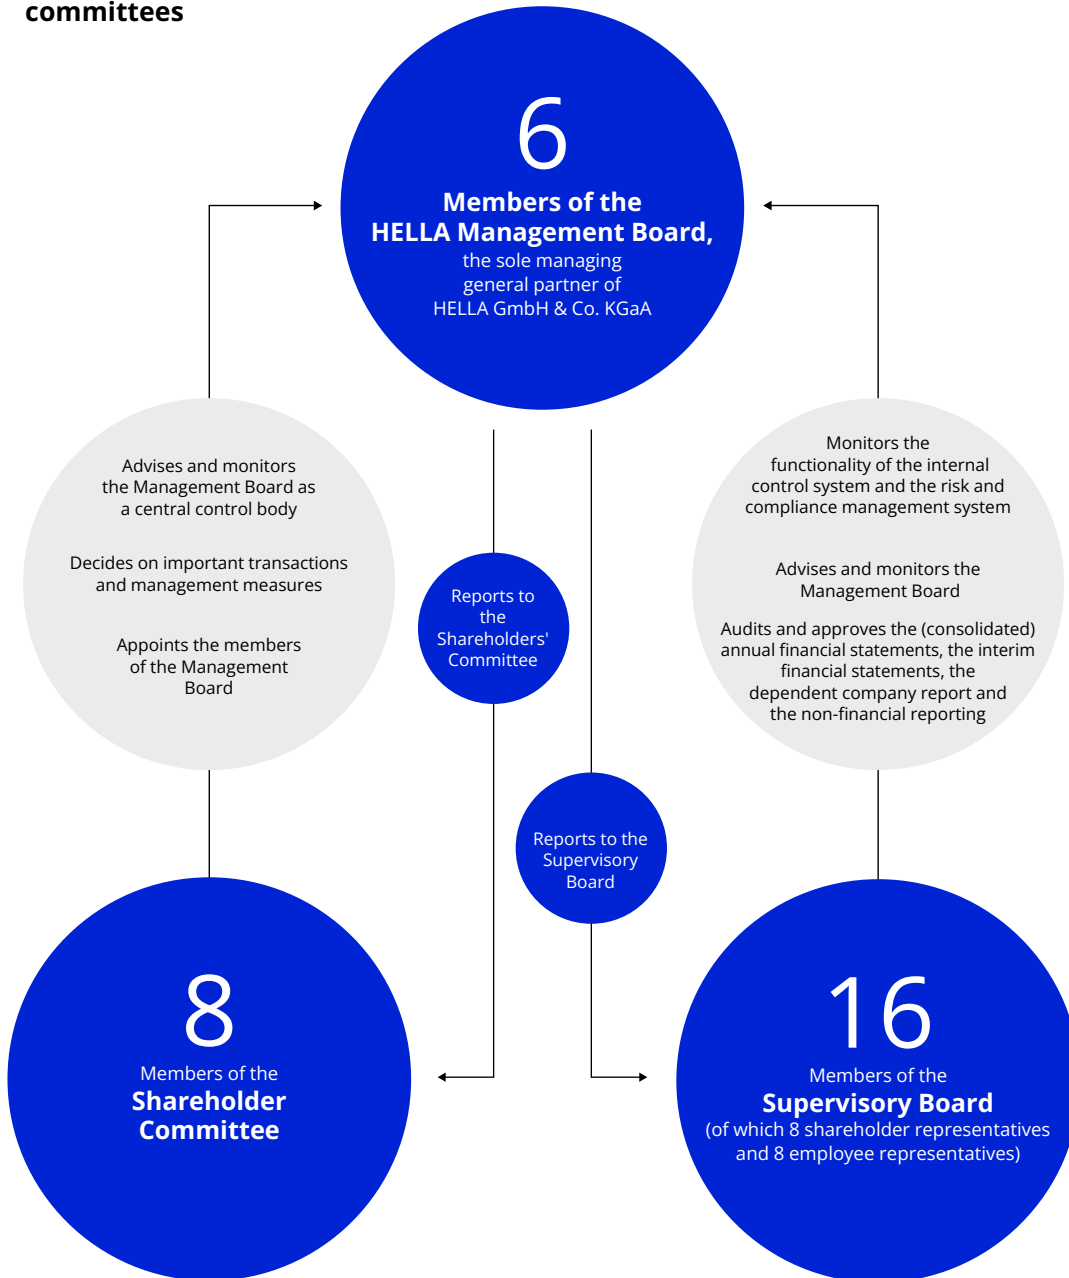 committees
6
Members of the
HELLA Management Board,
the sole managing
general partner of
HELLA GmbH & Co. KGaA
Advises and monitors
the Management Board as
a central control body
Decides on important transactions
and management measures
Appoints the members
of the Management
Board
Reports to
the
Shareholders'
Committee
Reports to the
Supervisory
Board
Monitors the
functionality of the internal
control system and the risk and
compliance management system
Advises and monitors the
Management Board
Audits and approves the (consolidated)
annual financial statements, the interim
financial statements, the
dependent company report and
the non-financial reporting
8
Members of the
Shareholder
Committee
16
Members of the
Supervisory Board
(of which 8 shareholder representatives
and 8 employee representatives)